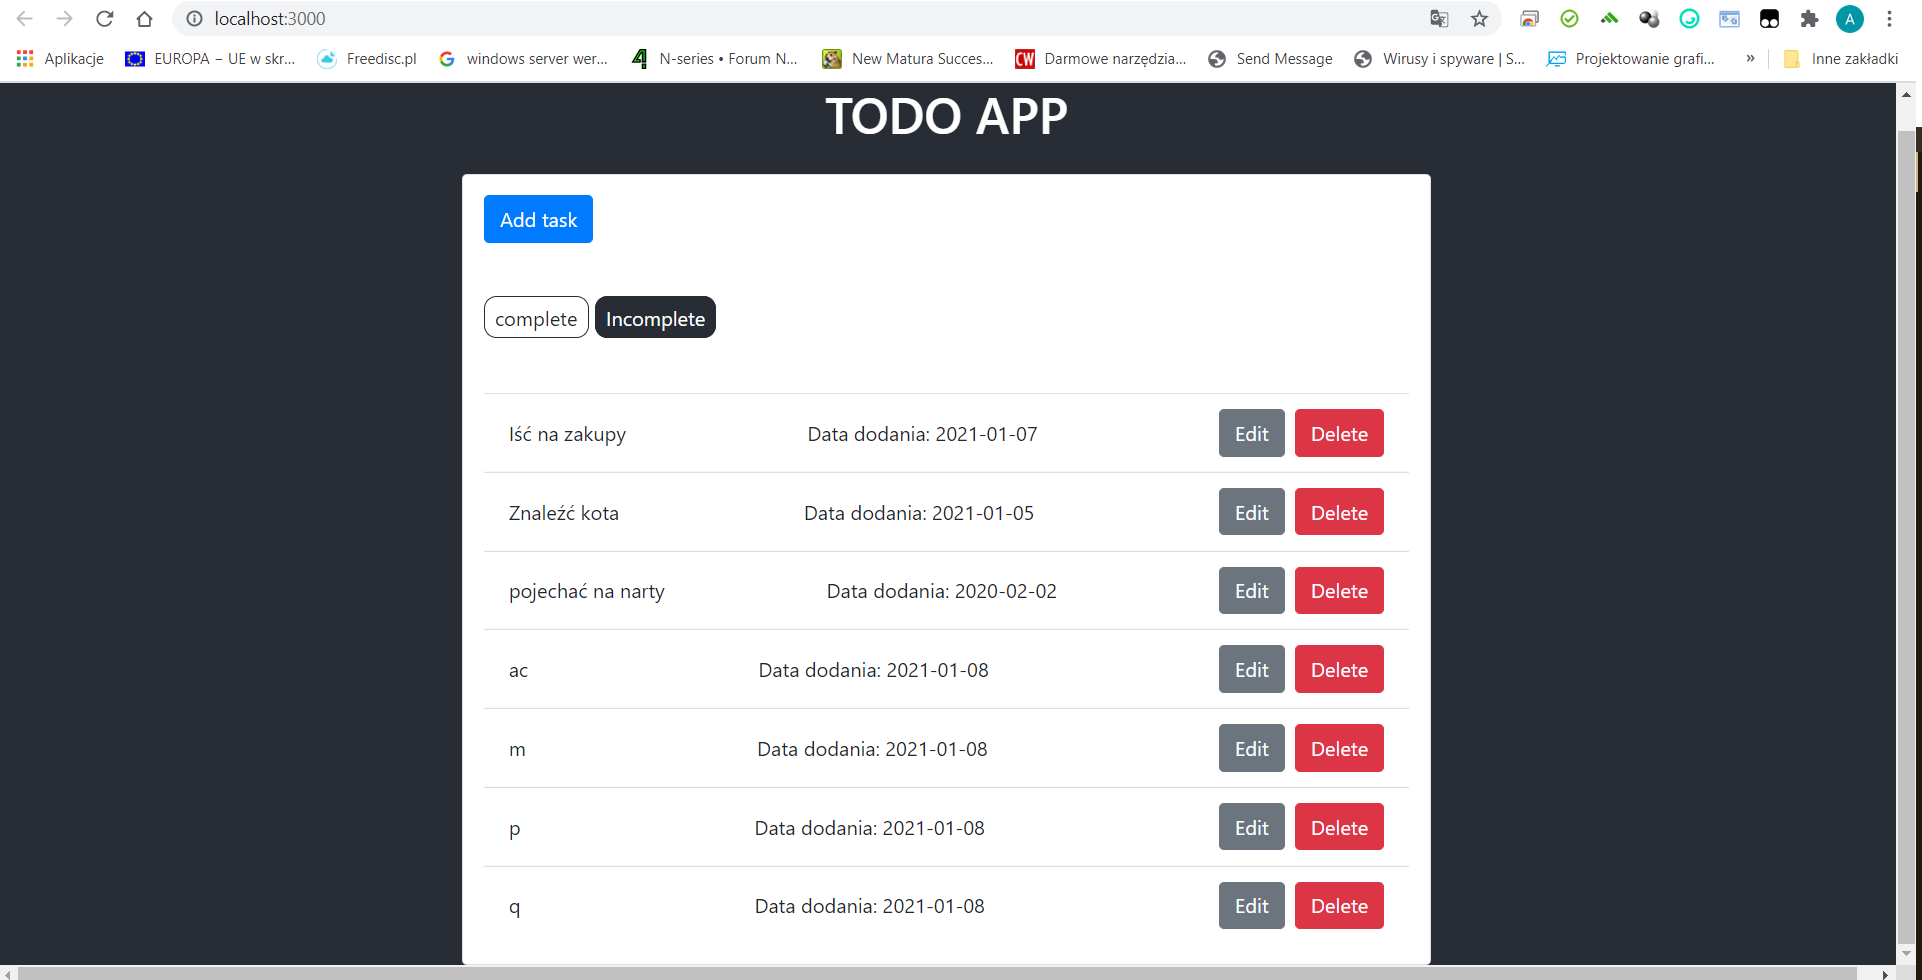 localhost:3000
A
Aplikacje
EUROPA – UE w skr...
Freedisc.pl
windows server wer...
N-series • Forum N...
New Matura Succes...
CW
Darmowe narzędzia...
Send Message
Wirusy i spyware | S...
Projektowanie grafi...
»
Inne zakładki
TODO APP
Add task
complete Incomplete
Iść na zakupy Data dodania: 2021-01-07 Edit Delete
Znaleźć kota Data dodania: 2021-01-05 Edit Delete
pojechać na narty Data dodania: 2020-02-02 Edit Delete
ac Data dodania: 2021-01-08 Edit Delete
m Data dodania: 2021-01-08 Edit Delete
p Data dodania: 2021-01-08 Edit Delete
q Data dodania: 2021-01-08 Edit Delete